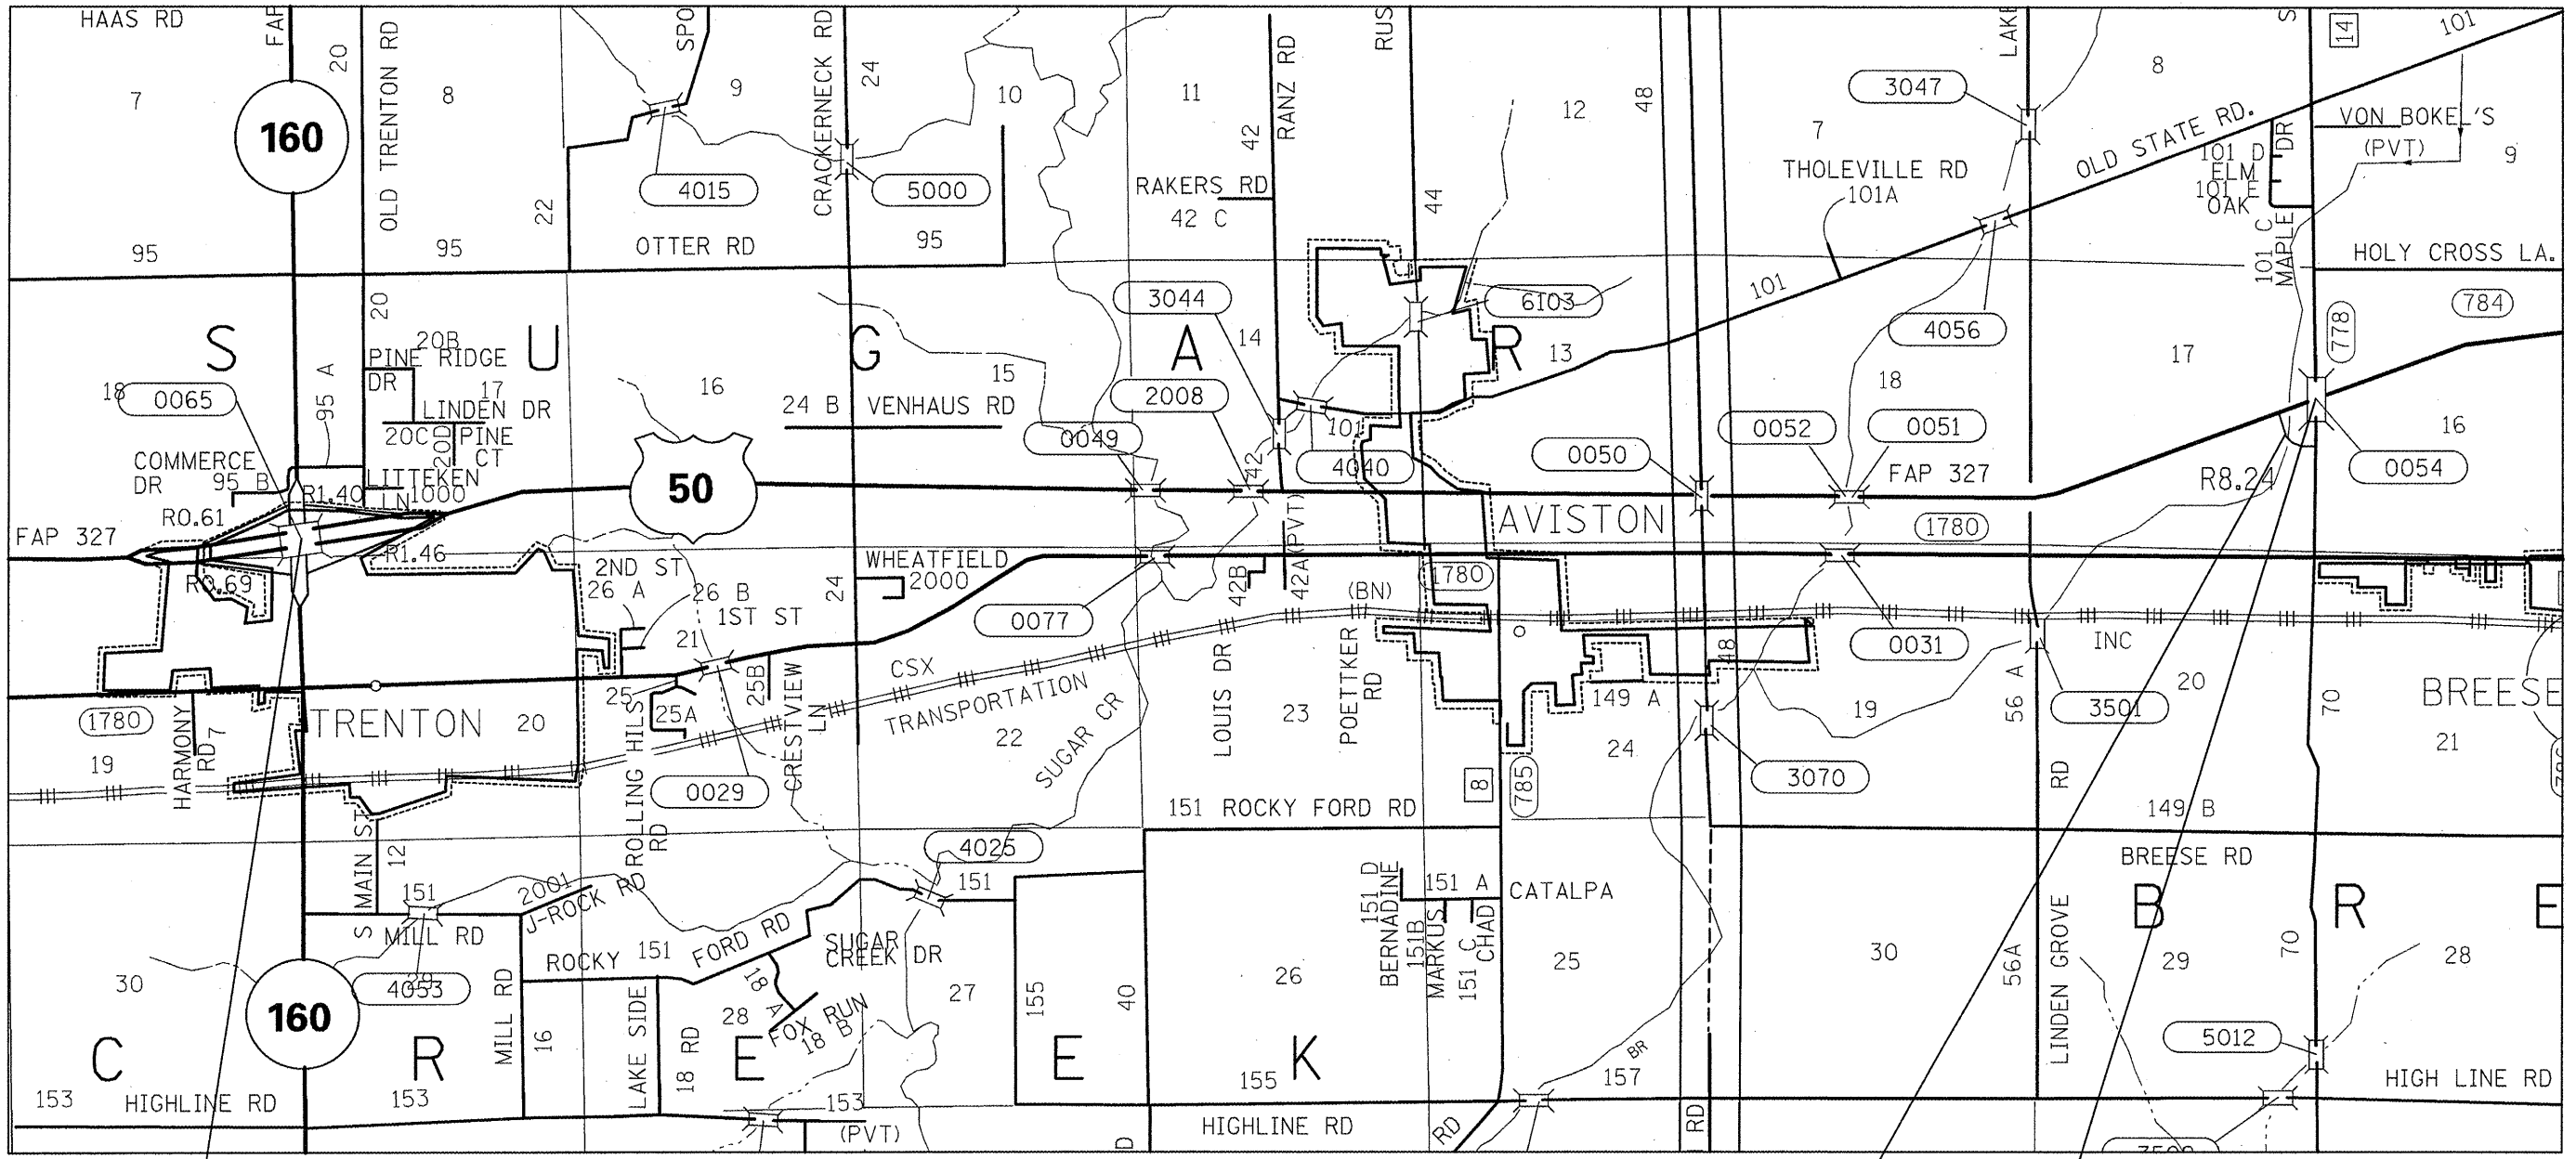 HAAS RD
FAP
20
OLD TRENTON RD
SPO
CRACKERNECK RD
24
RANZ RD
RUS
LAKE
S
14
101
7
160
8
9
10
11
42
12
48
3047
8
7
OLD STATE RD.
VON BOKEL'S
(PVT)
9
101 D
DR
ELM
101 E
OAK
THOLEVILLE RD
101A
4015
5000
RAKERS RD
42 C
44
22
95
95
OTTER RD
95
101 C
MAPLE
HOLY CROSS LA.
20
3044
6103
101
4056
784
778
S U G A R
20B
PINE RIDGE
DR
14
13
17
18
0065
95 A
17
LINDEN DR
16
15
2008
18
24 B VENHAUS RD
20C
20D
PINE
CT
0049
101
4040
0052
0051
16
COMMERCE
DR
95 B
LITTEKEN
LN
1000
50
42
0050
FAP 327
R8.24
0054
R1.40
R0.61
FAP 327
AVISTON
1780
R1.46
R0.69
2ND ST
26 A
26 B
1ST ST
24
WHEATFIELD
2000
42B
42A(PVT)
(BN)
1780
0077
21
0031
INC
48
CSX
TRANSPORTATION
LOUIS DR
POETTKER
RD
25
25A
25B
CRESTVIEW
LN
149 A
19
56 A
3501
20
70
BREESE
1780
HARMONY
RD 7
TRENTON
20
23
22
SUGAR CR
24
19
21
0029
8
785
3070
RD
151 ROCKY FORD RD
149 B
ROLLING HILS
RD
S MAIN ST
12
4025
BREESE RD
151
2001
J-ROCK RD
151
151 D
BERNADINE
151 A
CATALPA
151B
MARKUS
151 C
CHAD
B R E
MILL RD
ROCKY 151 FORD RD
SUGAR
CREEK DR
30
29
4053
160
MILL RD
16
18 A
FOX RUN
18 B
28
27
155
40
26
25
30
56A
LINDEN GROVE
29
70
28
C R E E K
LAKE SIDE
18 RD
5012
BR
153
HIGHLINE RD
153
153
(PVT)
155
157
HIGH LINE RD
HIGHLINE RD
RD
RD
D